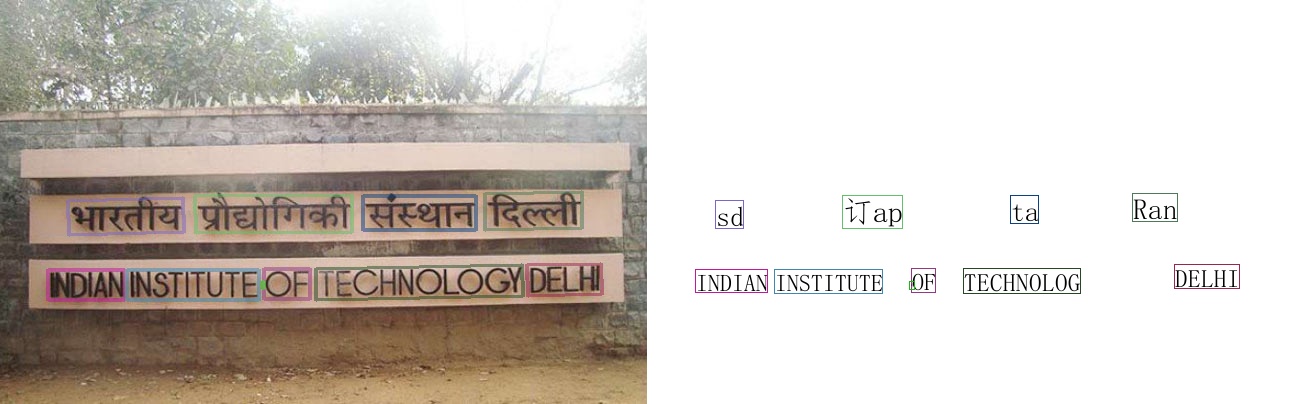 भारतीय प्रौद्योगिकी संस्थान दिल्ली
INDIAN INSTITUTE OF TECHNOLOGY DELHI
sd 订ap ta Ran
INDIAN INSTITUTE OF TECHNOLOG DELHI